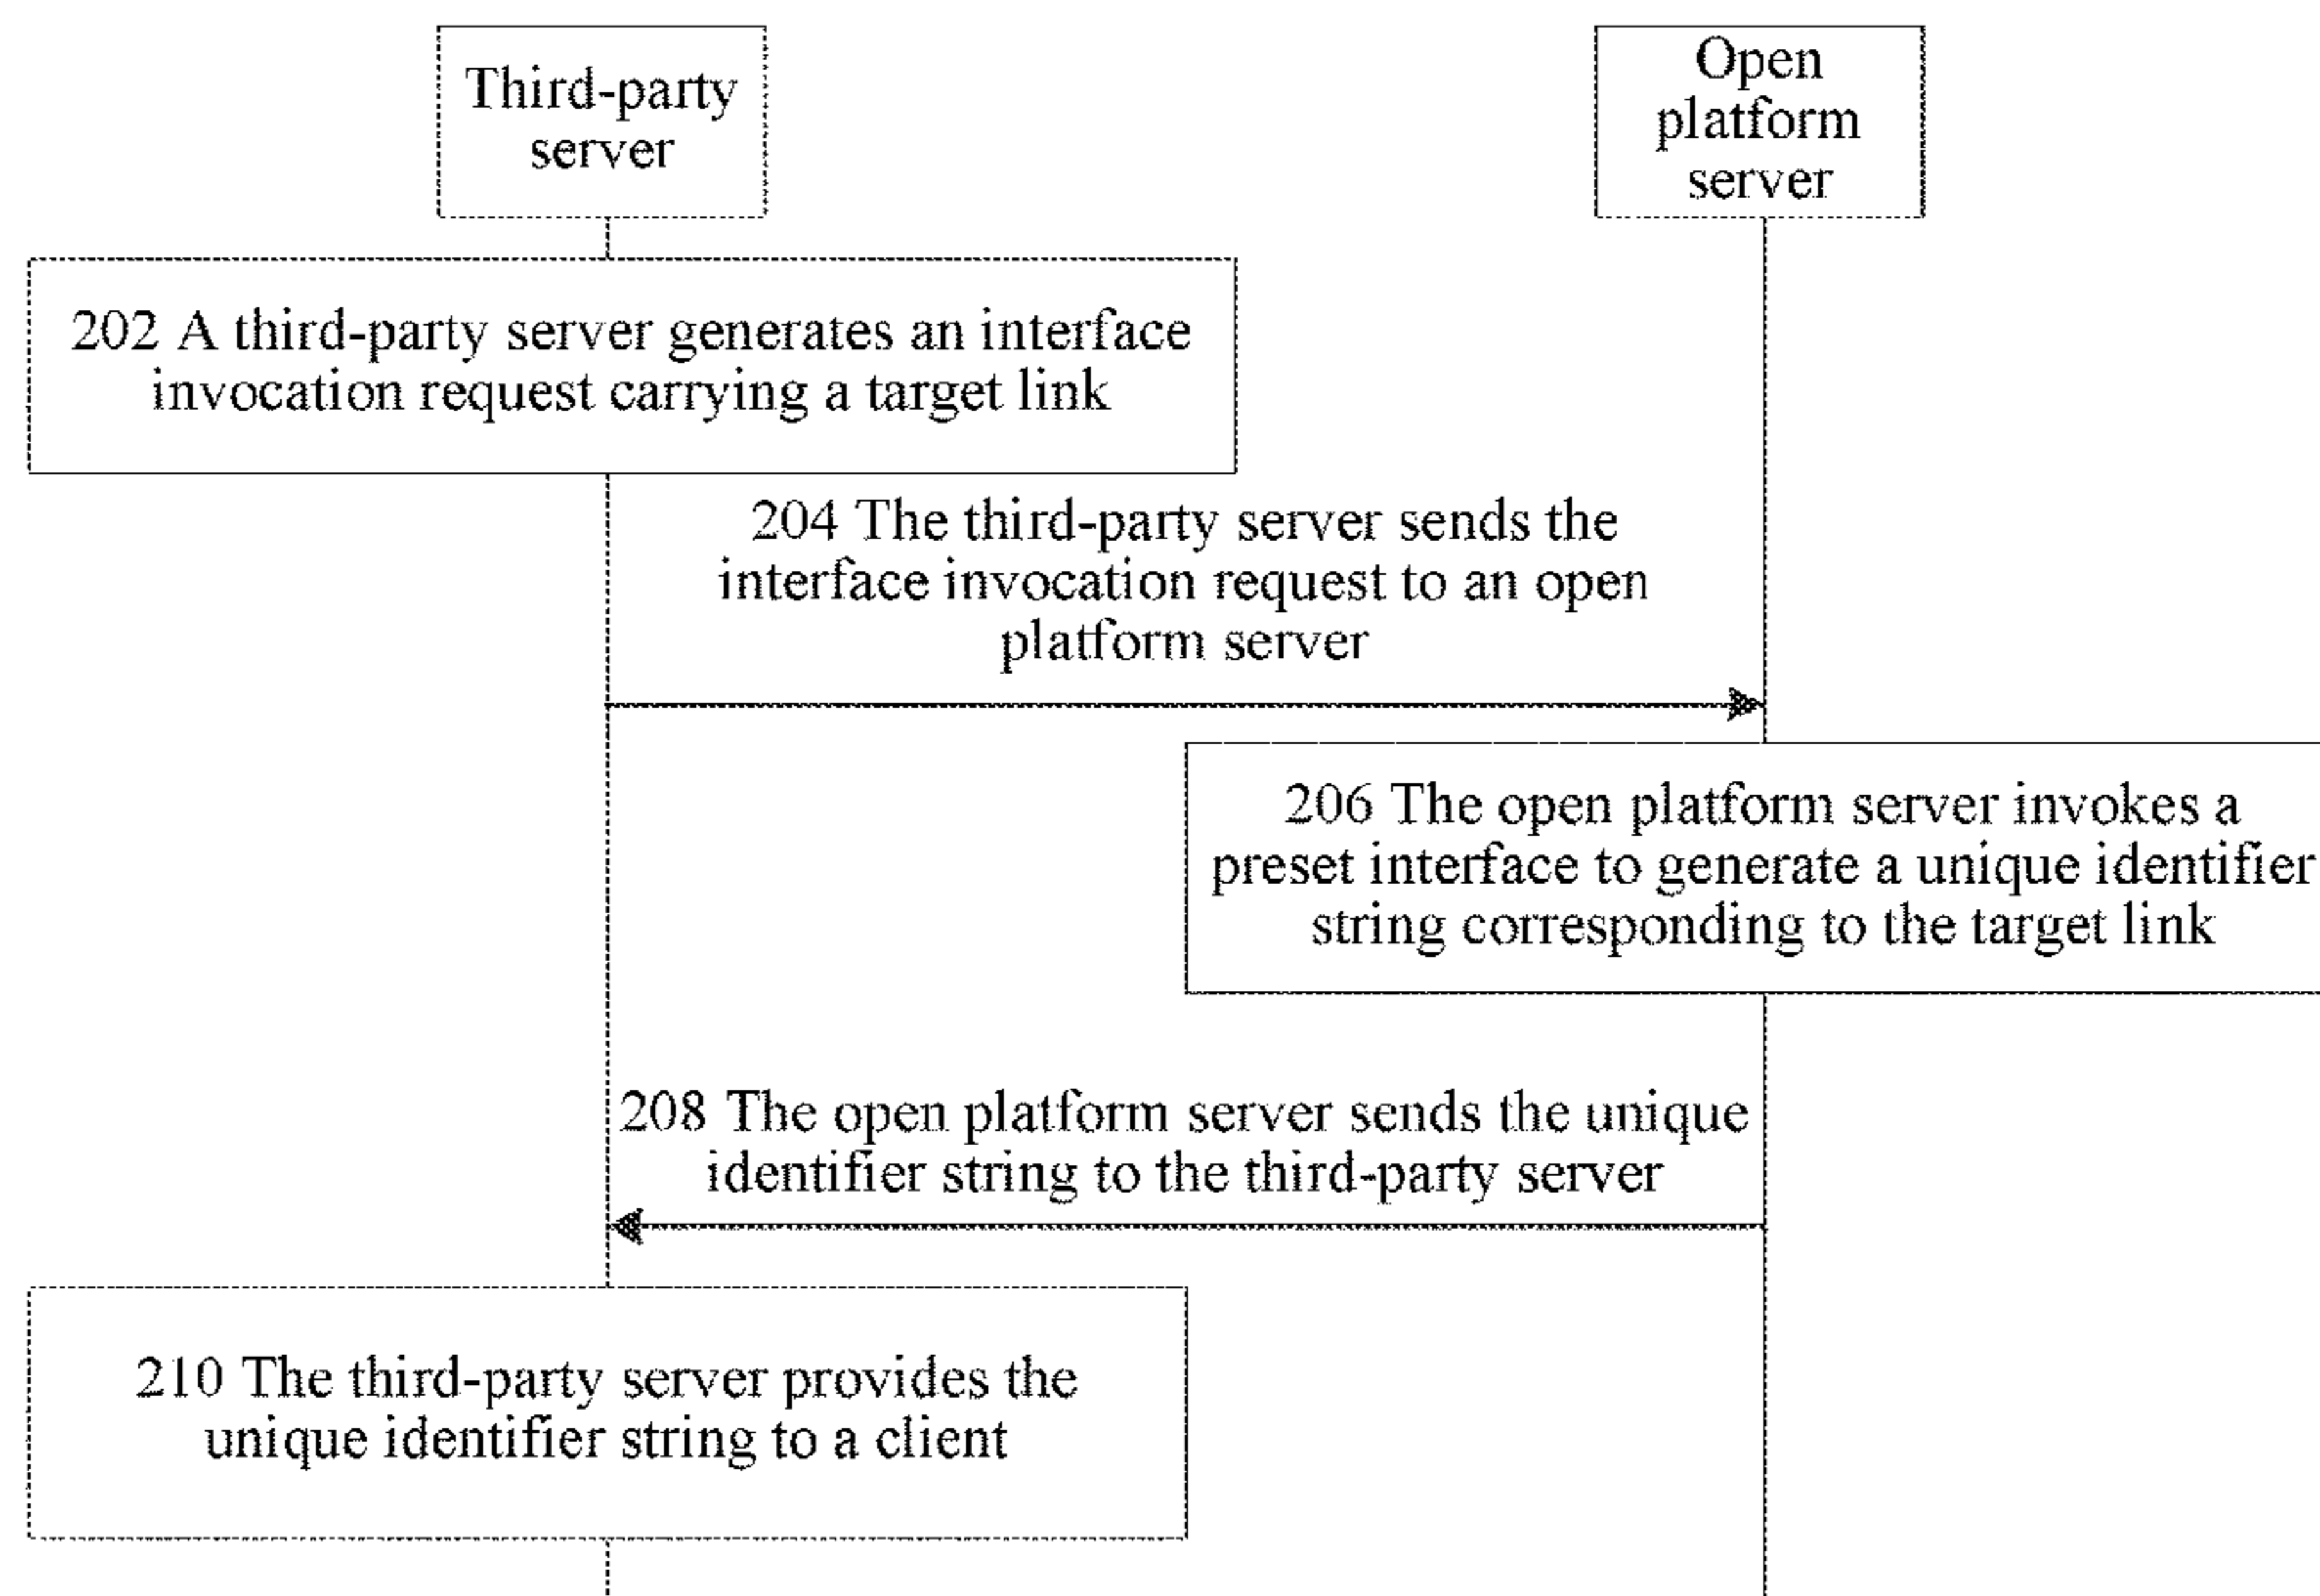 Third-party
server
Open
platform
server
202 A third-party server generates an interface
invocation request carrying a target link
204 The third-party server sends the
interface invocation request to an open
platform server
206 The open platform server invokes a
preset interface to generate a unique identifier
string corresponding to the target link
208 The open platform server sends the unique
identifier string to the third-party server
210 The third-party server provides the
unique identifier string to a client